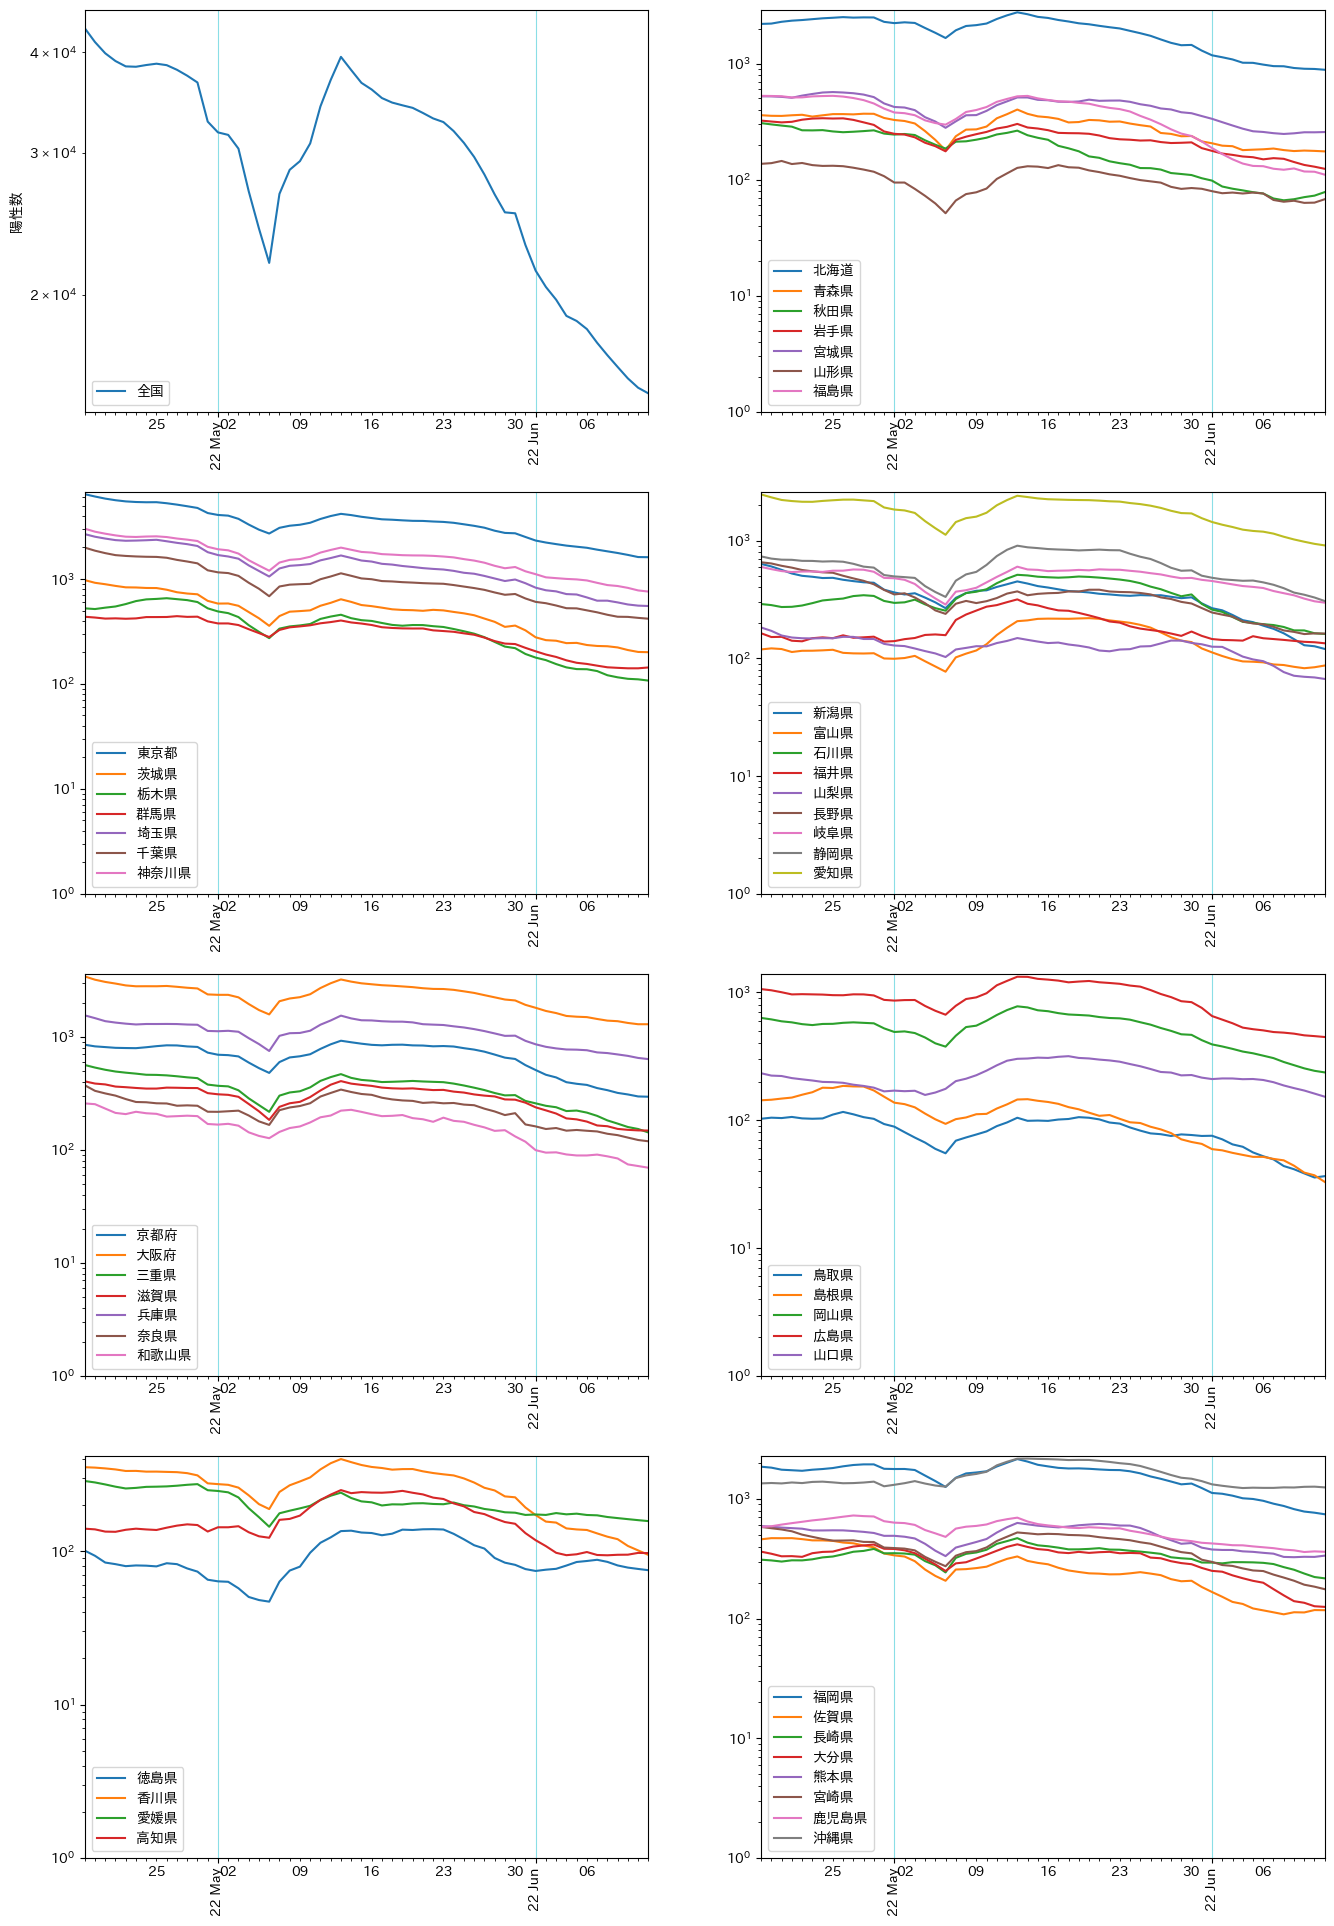 4 × 10⁴
3 × 10⁴
2 × 10⁴
陽性数
全国
25 02 09 16 23 30 06
22 May 22 Jun
10³
10²
10¹
10⁰
北海道
青森県
秋田県
岩手県
宮城県
山形県
福島県
25 02 09 16 23 30 06
22 May 22 Jun
10³
10²
10¹
10⁰
東京都
茨城県
栃木県
群馬県
埼玉県
千葉県
神奈川県
25 02 09 16 23 30 06
22 May 22 Jun
10³
10²
10¹
10⁰
新潟県
富山県
石川県
福井県
山梨県
長野県
岐阜県
静岡県
愛知県
25 02 09 16 23 30 06
22 May 22 Jun
10³
10²
10¹
10⁰
京都府
大阪府
三重県
滋賀県
兵庫県
奈良県
和歌山県
25 02 09 16 23 30 06
22 May 22 Jun
10³
10²
10¹
10⁰
鳥取県
島根県
岡山県
広島県
山口県
25 02 09 16 23 30 06
22 May 22 Jun
10²
10¹
10⁰
徳島県
香川県
愛媛県
高知県
25 02 09 16 23 30 06
22 May 22 Jun
10³
10²
10¹
10⁰
福岡県
佐賀県
長崎県
大分県
熊本県
宮崎県
鹿児島県
沖縄県
25 02 09 16 23 30 06
22 May 22 Jun